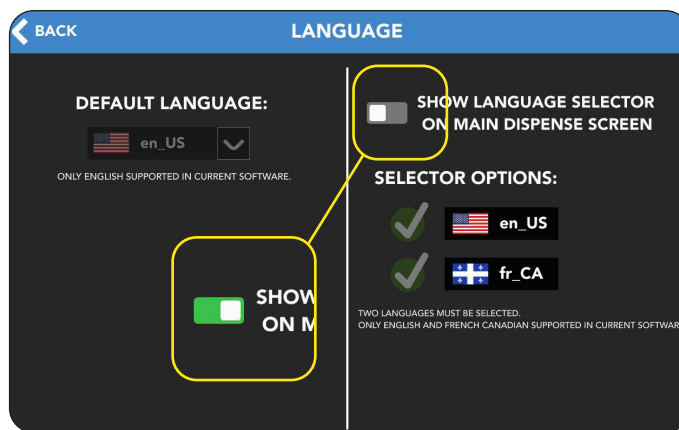 BACK
LANGUAGE
DEFAULT LANGUAGE:
en_US
ONLY ENGLISH SUPPORTED IN CURRENT SOFTWARE.
SHOW LANGUAGE SELECTOR
ON MAIN DISPENSE SCREEN
SELECTOR OPTIONS:
en_US
fr_CA
TWO LANGUAGES MUST BE SELECTED.
ONLY ENGLISH AND FRENCH CANADIAN SUPPORTED IN CURRENT SOFTWAR
SHOW
ON M